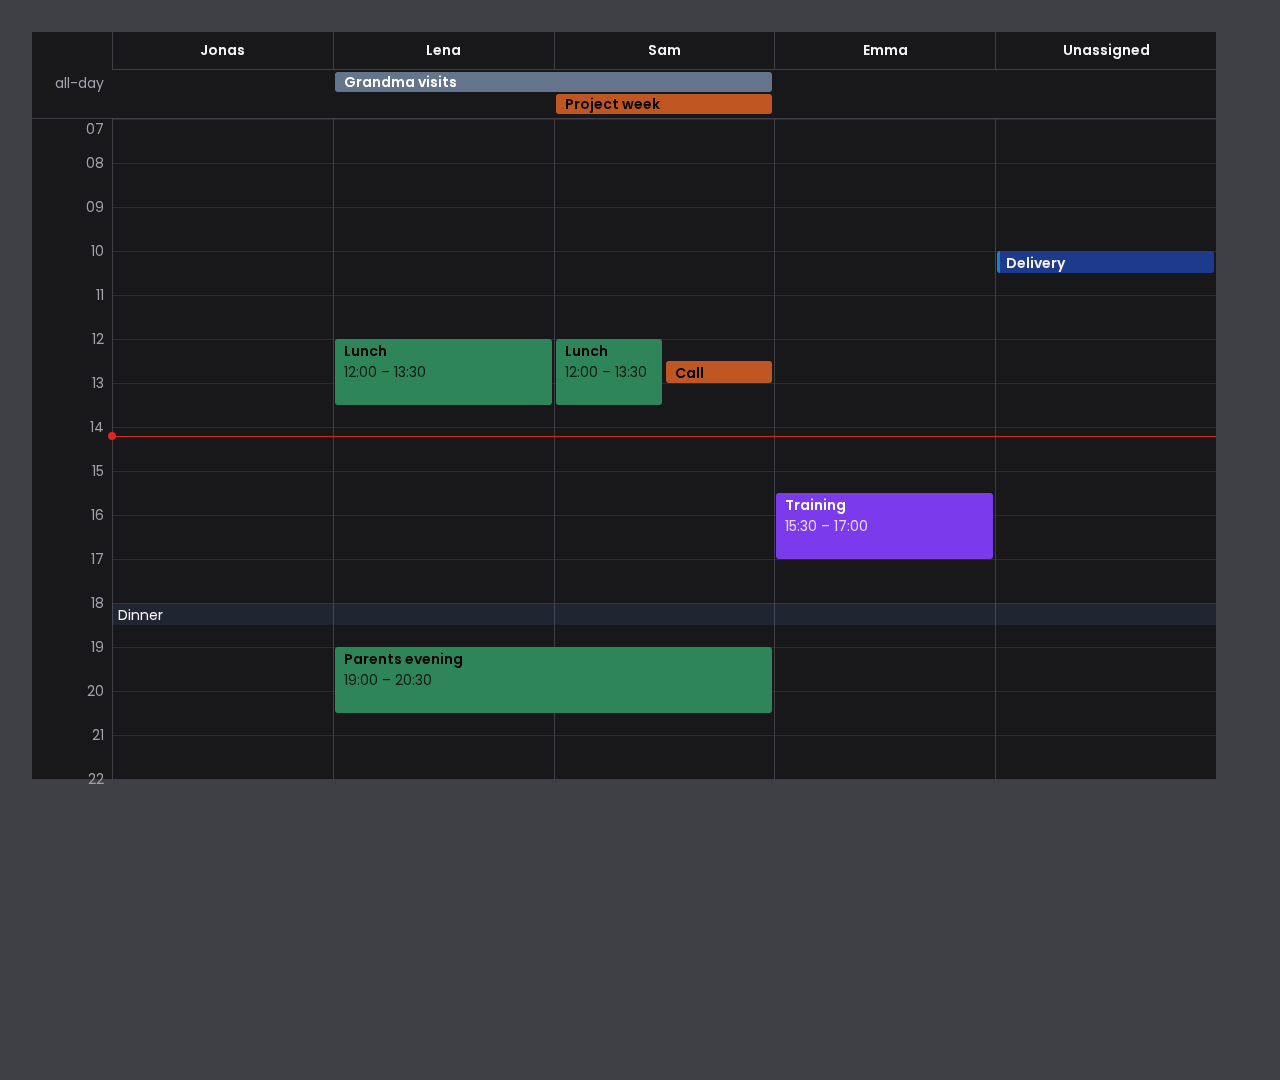 Jonas Lena Sam Emma Unassigned
all-day Grandma visits
Project week
07
08
09
10 Delivery
11
12 Lunch Lunch
12:00 – 13:30 12:00 – 13:30 Call
13
14
15
Training
16 15:30 – 17:00
17
18 Dinner
19 Parents evening
19:00 – 20:30
20
21
22